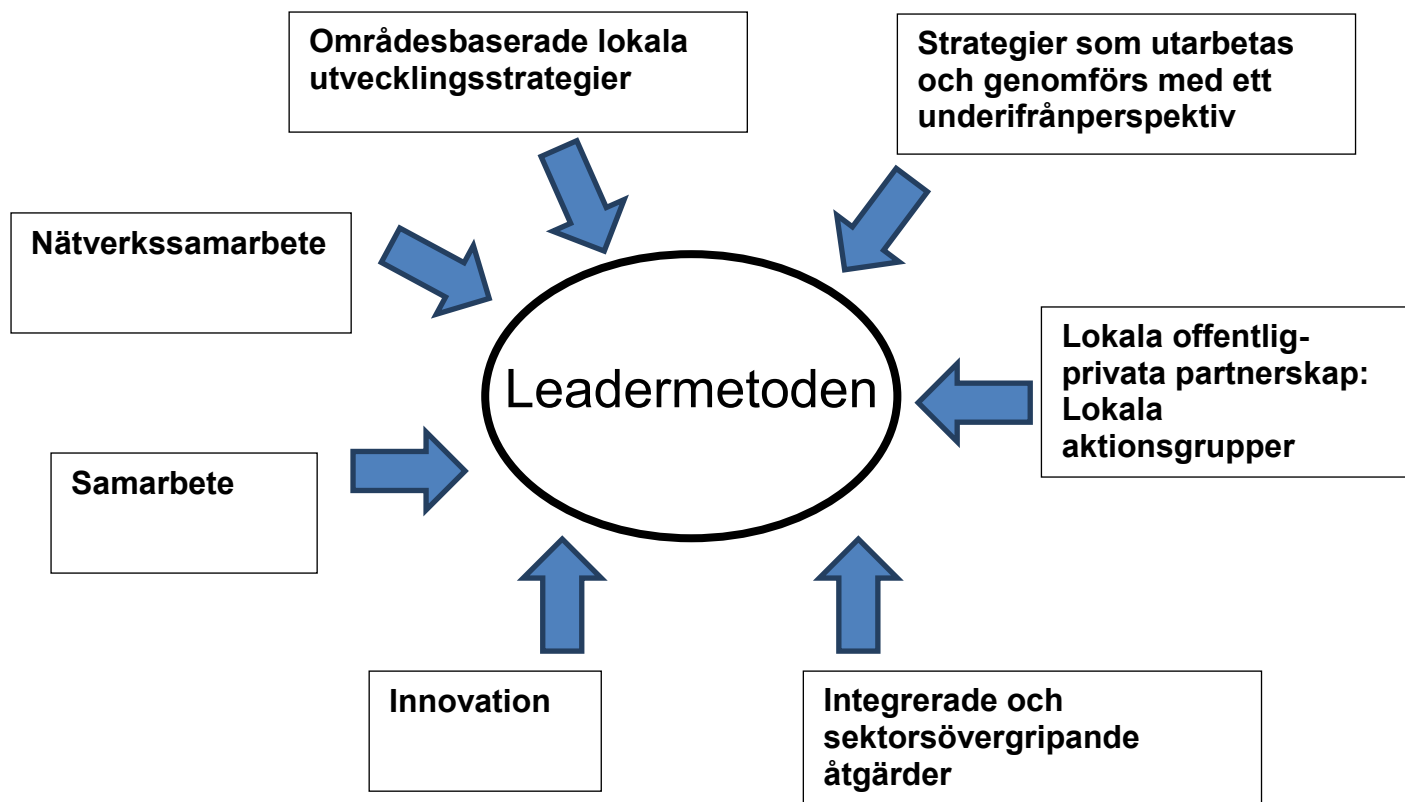 Områdesbaserade lokala
utvecklingsstrategier
Strategier som utarbetas
och genomförs med ett
underifrånperspektiv
Nätverkssamarbete
Lokala offentlig-
privata partnerskap:
Lokala
aktionsgrupper
Leadermetoden
Samarbete
Innovation
Integrerade och
sektorsövergripande
åtgärder